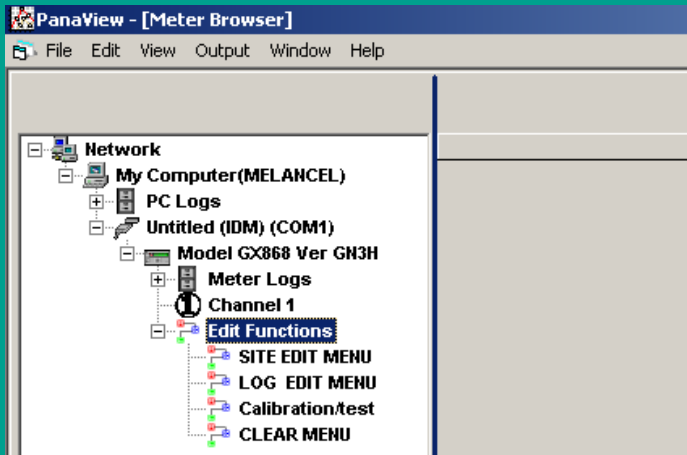 PanaView - [Meter Browser]
File Edit View Output Window Help
Network
My Computer(MELANCEL)
PC Logs
Untitled (IDM) (COM1)
Model GX868 Ver GN3H
Meter Logs
1 Channel 1
Edit Functions
SITE EDIT MENU
LOG EDIT MENU
Calibration/test
CLEAR MENU